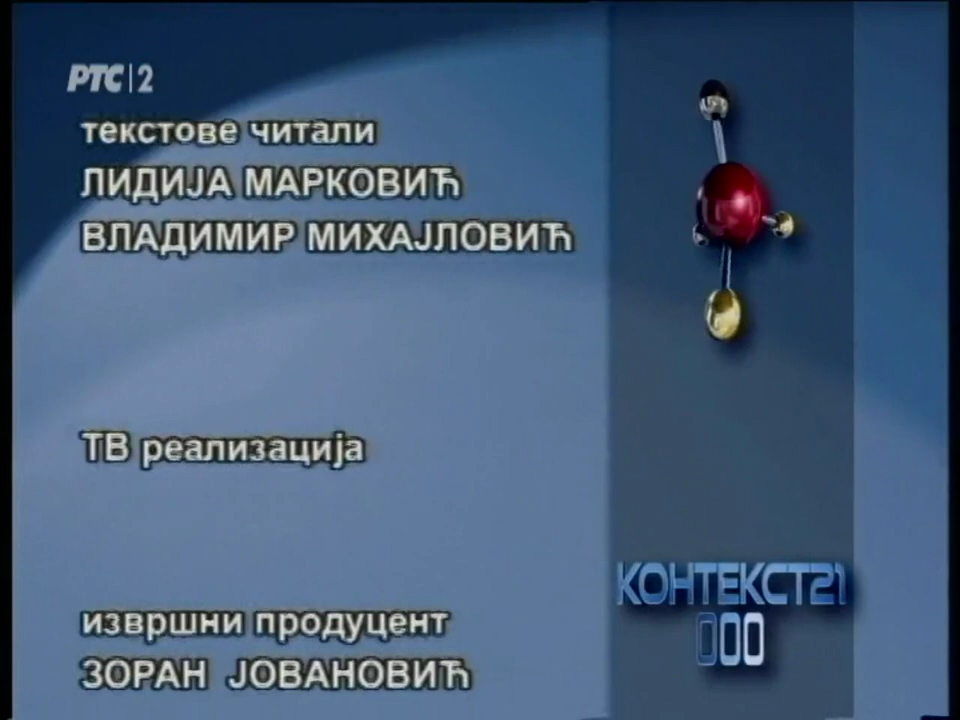 РТС|2
текстове читали
ЛИДИЈА МАРКОВИЋ
ВЛАДИМИР МИХАЈЛОВИЋ
ТВ реализација
извршни продуцент
ЗОРАН ЈОВАНОВИЋ
КОНТЕКСТ21
000